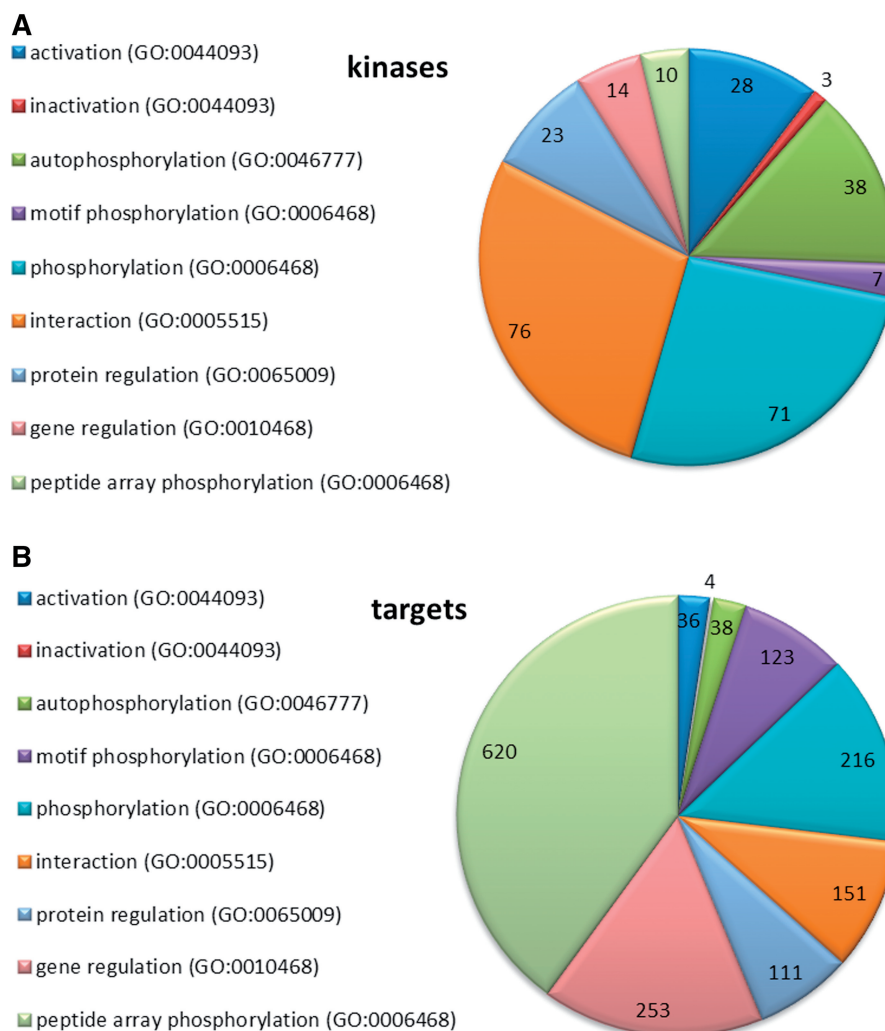 A
kinases
activation (GO:0044093)
inactivation (GO:0044093)
autophosphorylation (GO:0046777)
motif phosphorylation (GO:0006468)
phosphorylation (GO:0006468)
interaction (GO:0005515)
protein regulation (GO:0065009)
gene regulation (GO:0010468)
peptide array phosphorylation (GO:0006468)
28
3
38
7
71
76
23
14
10
B
targets
activation (GO:0044093)
inactivation (GO:0044093)
autophosphorylation (GO:0046777)
motif phosphorylation (GO:0006468)
phosphorylation (GO:0006468)
interaction (GO:0005515)
protein regulation (GO:0065009)
gene regulation (GO:0010468)
peptide array phosphorylation (GO:0006468)
36
4
38
123
216
151
111
253
620